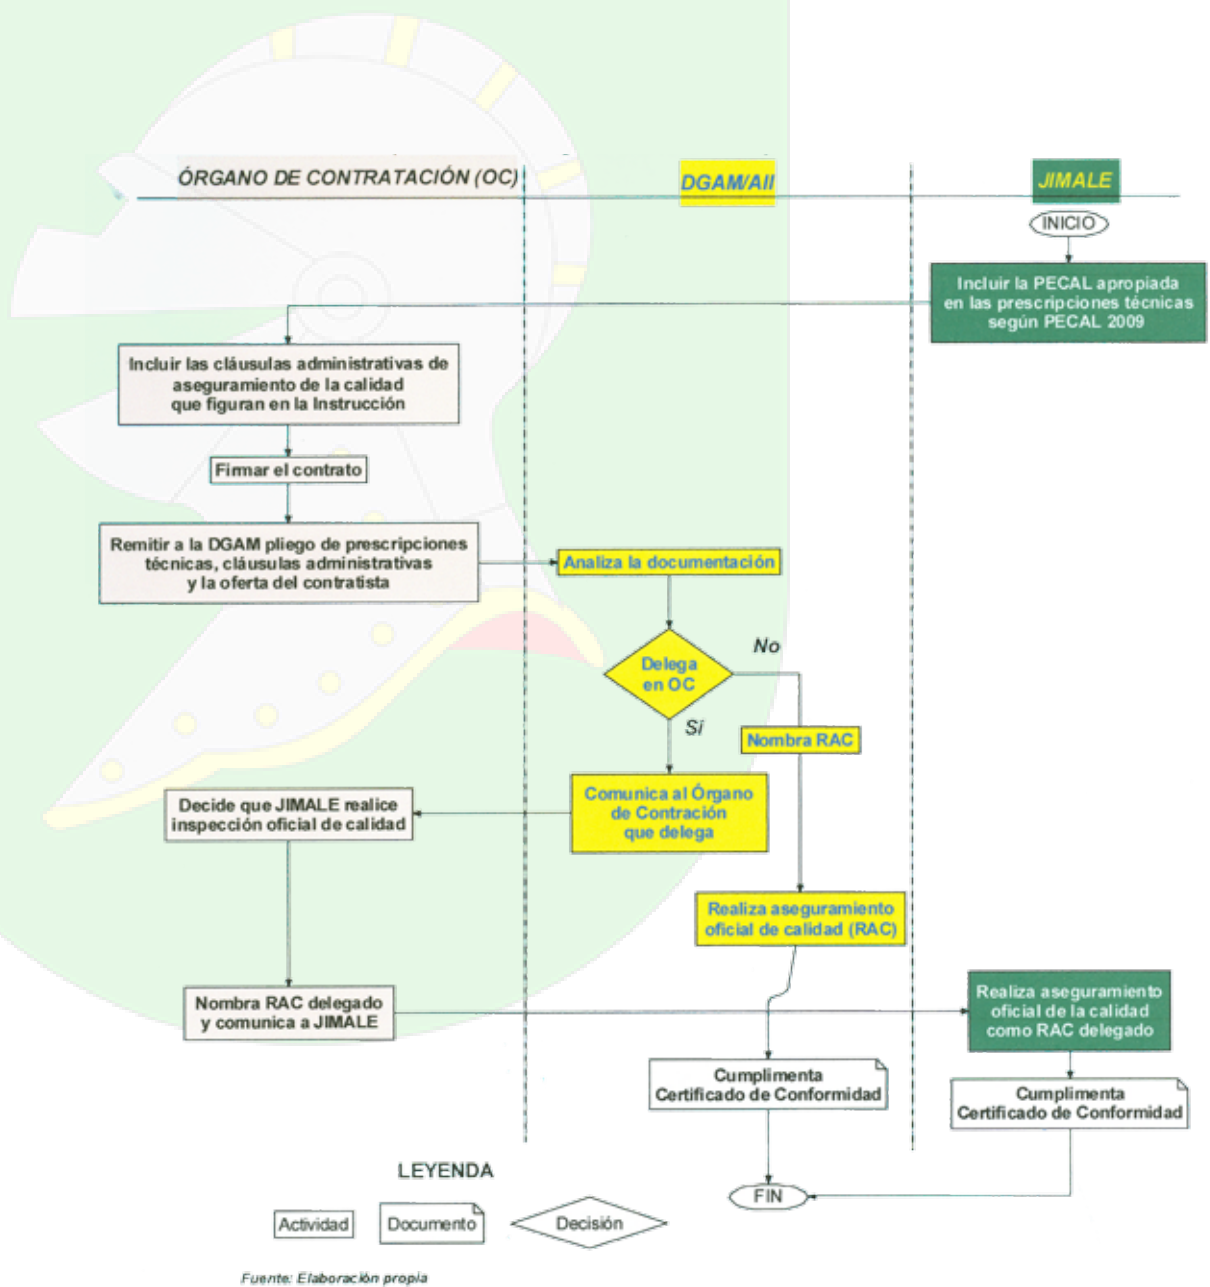 ÓRGANO DE CONTRATACIÓN (OC)
DGAM/AII
JIMALE
INICIO
Incluir la PECAL apropiada
en las prescripciones técnicas
según PECAL 2009
Incluir las cláusulas administrativas de
aseguramiento de la calidad
que figuran en la Instrucción
Firmar el contrato
Remitir a la DGAM pliego de prescripciones
técnicas, cláusulas administrativas
y la oferta del contratista
Analiza la documentación
Delega
en OC
No
Sí
Nombra RAC
Comunica al Órgano
de Contración
que delega
Decide que JIMALE realice
inspección oficial de calidad
Realiza aseguramiento
oficial de calidad (RAC)
Nombra RAC delegado
y comunica a JIMALE
Realiza aseguramiento
oficial de la calidad
como RAC delegado
Cumplimenta
Certificado de Conformidad
Cumplimenta
Certificado de Conformidad
FIN
LEYENDA
Actividad
Documento
Decisión
Fuente: Elaboración propia